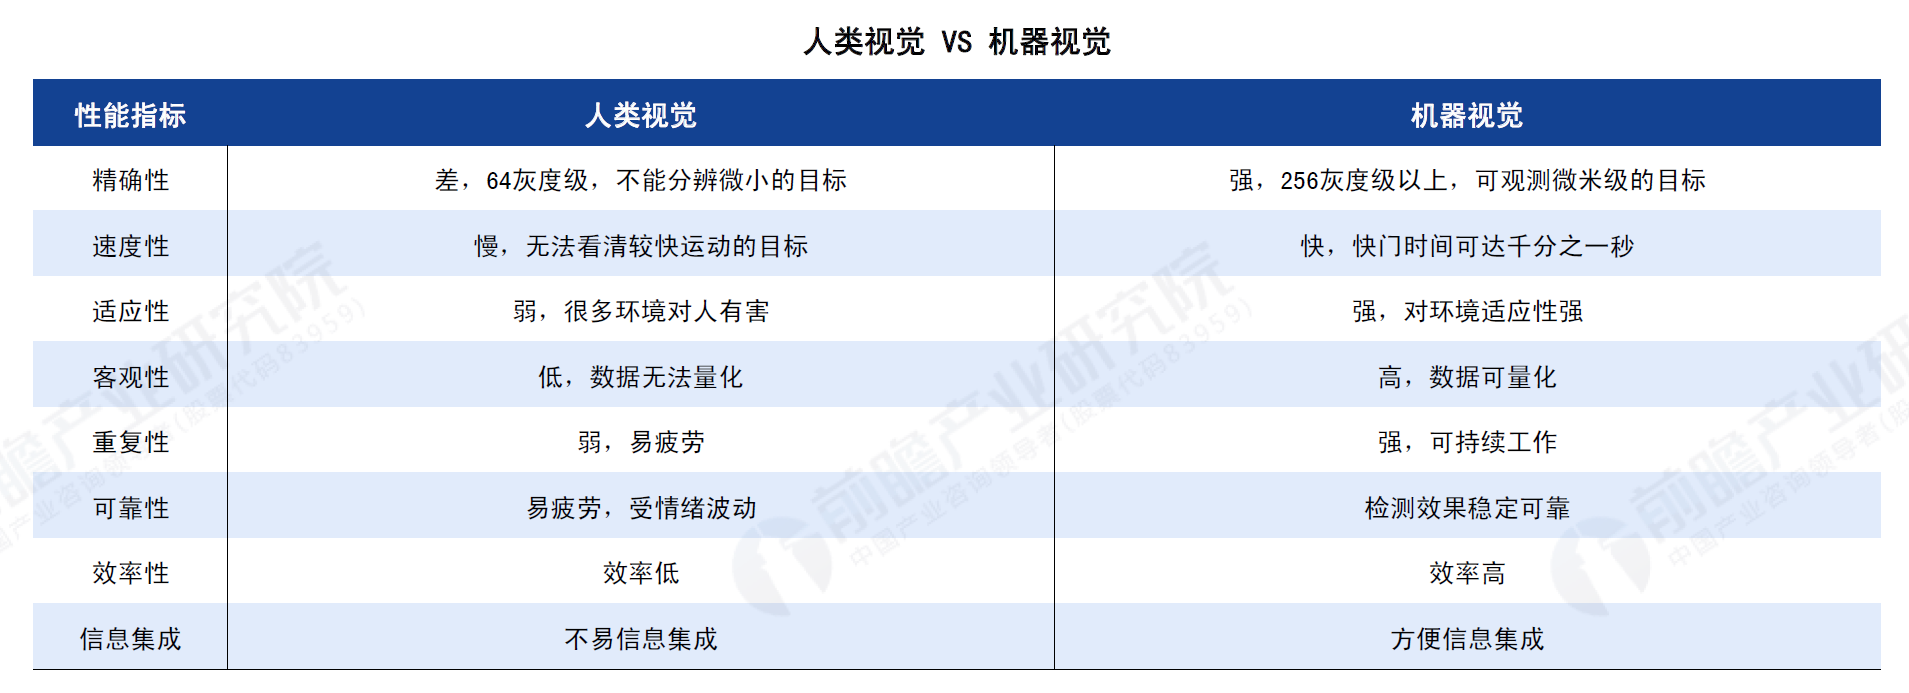 人类视觉 VS 机器视觉
性能指标 人类视觉 机器视觉
精确性 差，64灰度级，不能分辨微小的目标 强，256灰度级以上，可观测微米级的目标
速度性 慢，无法看清较快运动的目标 快，快门时间可达千分之一秒
适应性 弱，很多环境对人有害 强，对环境适应性强
客观性 低，数据无法量化 高，数据可量化
重复性 弱，易疲劳 强，可持续工作
可靠性 易疲劳，受情绪波动 检测效果稳定可靠
效率性 效率低 效率高
信息集成 不易信息集成 方便信息集成
前瞻产业研究院
中国产业咨询领导者(股票代码83959)